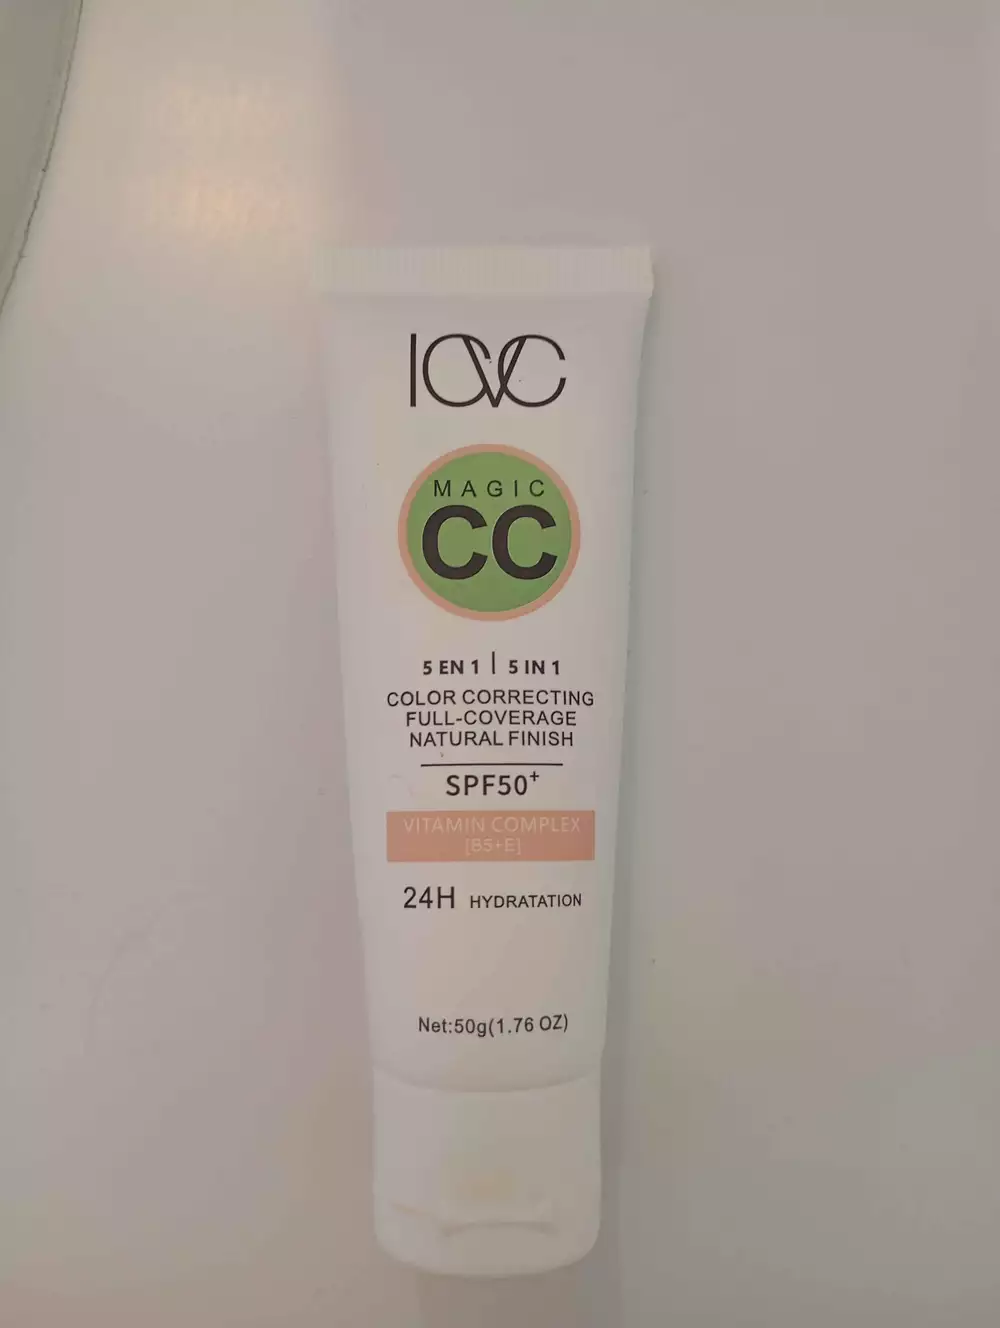 IOVC
MAGIC
CC
5 EN 1 | 5 IN 1
COLOR CORRECTING
FULL-COVERAGE
NATURAL FINISH
SPF50+
VITAMIN COMPLEX
[B5+E]
24H HYDRATATION
Net:50g(1.76 OZ)